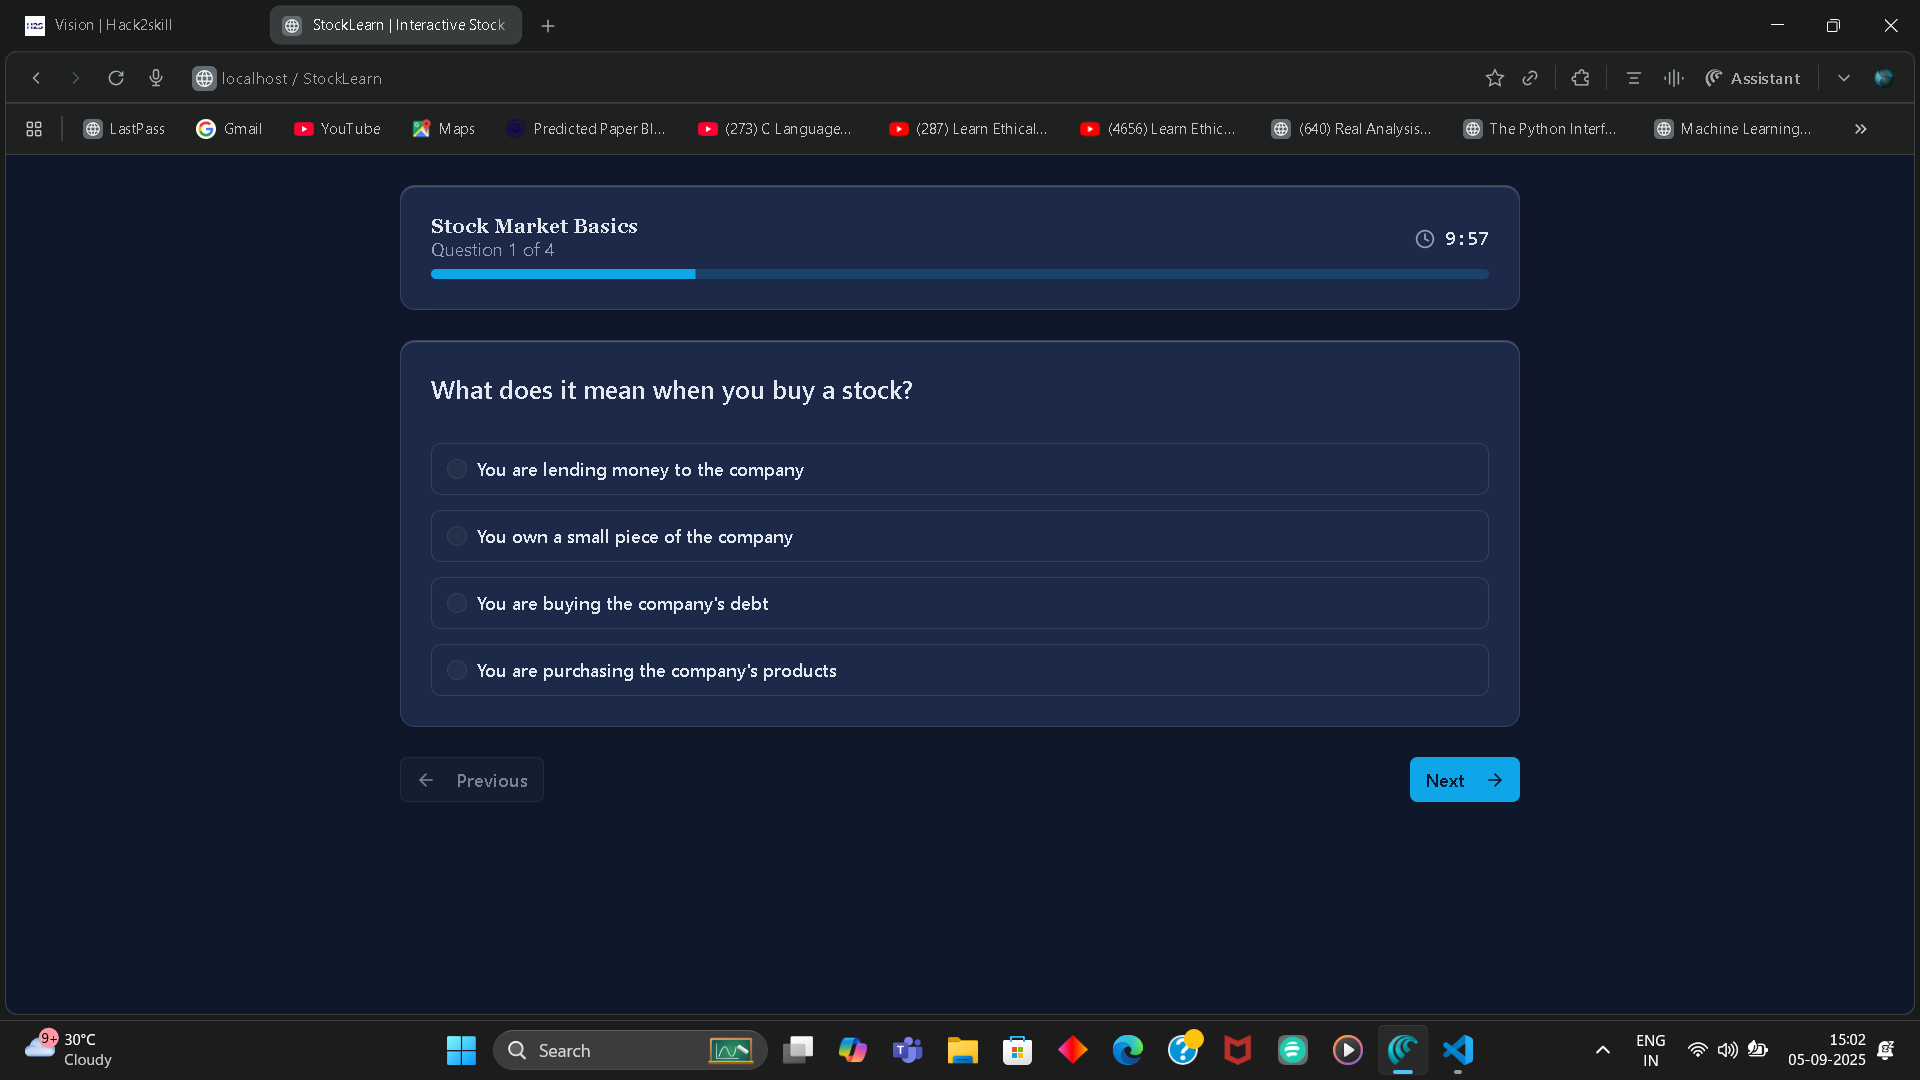 Vision | Hack2skill
StockLearn | Interactive Stock
localhost / StockLearn
Assistant
LastPass
Gmail
YouTube
Maps
Predicted Paper Bl...
(273) C Language...
(287) Learn Ethical...
(4656) Learn Ethic...
(640) Real Analysis...
The Python Interf...
Machine Learning...
Stock Market Basics
Question 1 of 4
9:57
What does it mean when you buy a stock?
You are lending money to the company
You own a small piece of the company
You are buying the company's debt
You are purchasing the company's products
Previous
Next
9+
30°C
Cloudy
Search
ENG
IN
15:02
05-09-2025